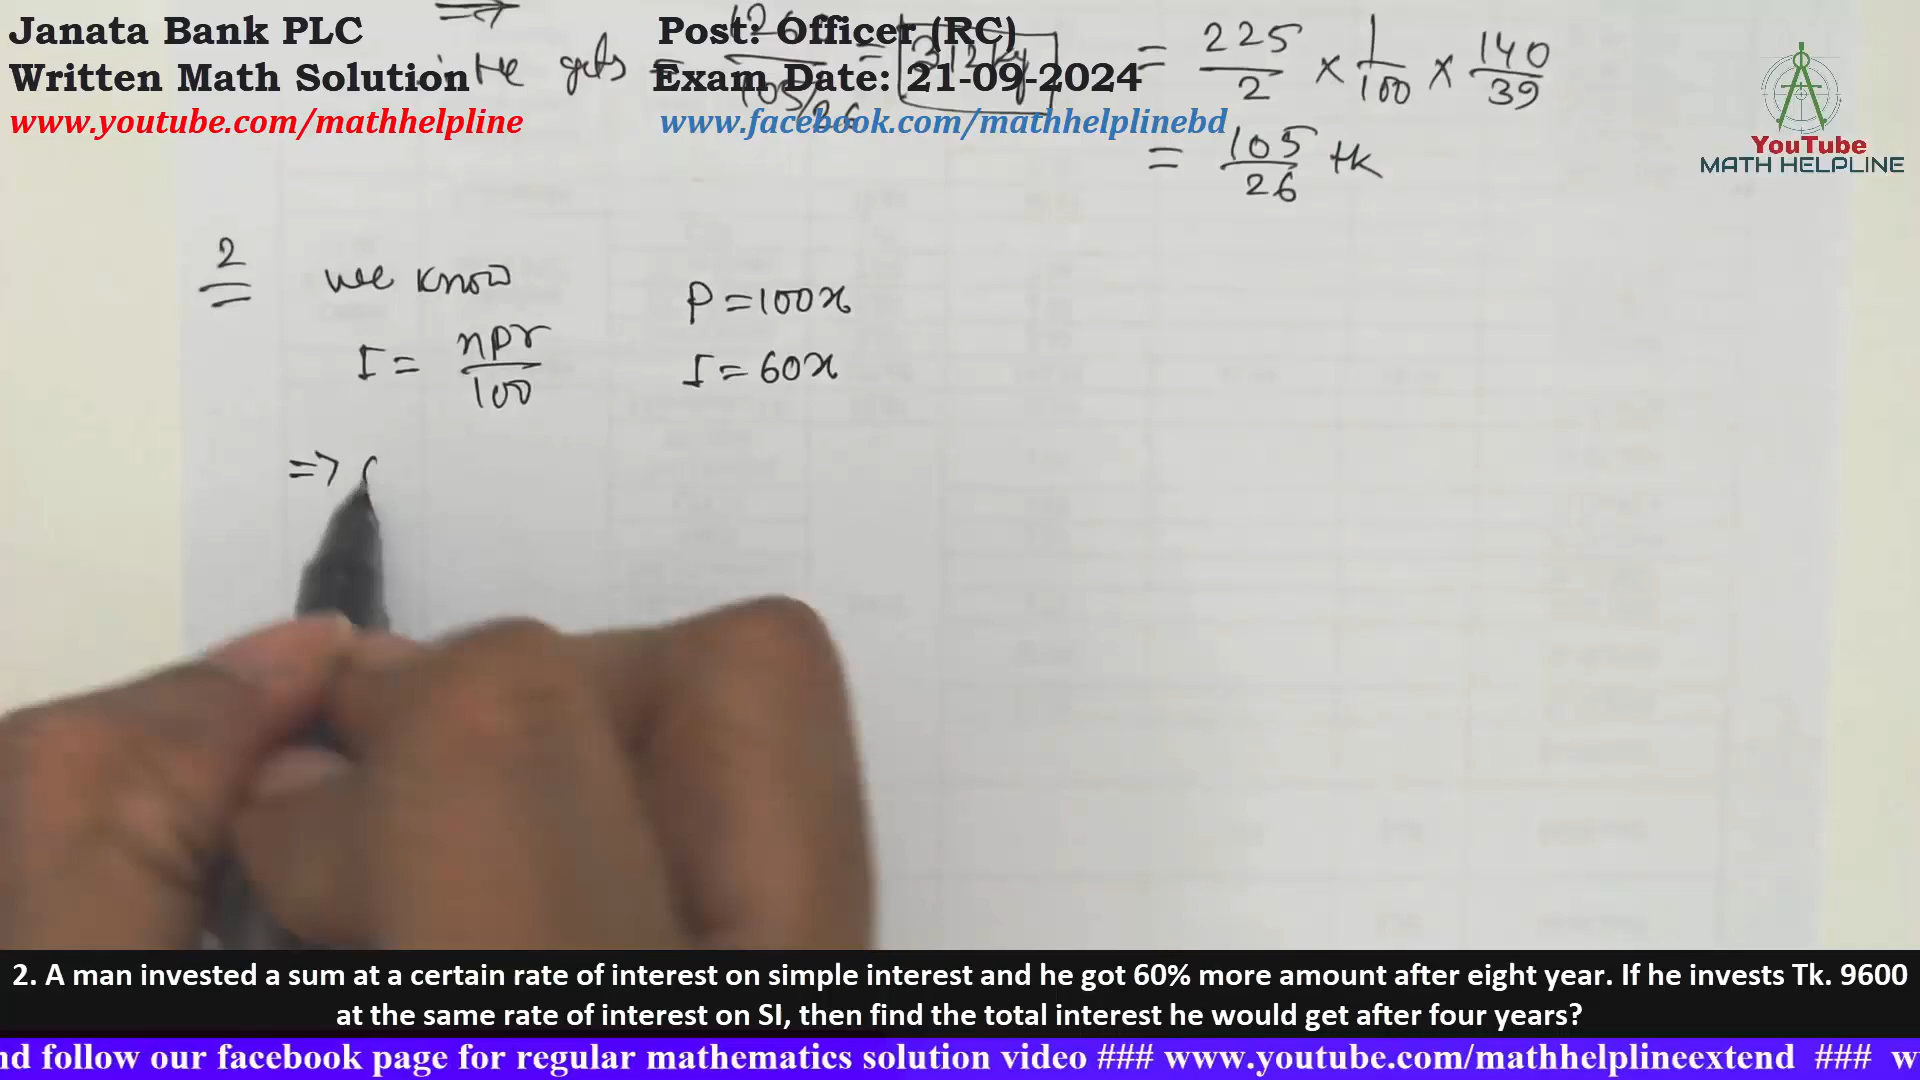 Janata Bank PLC
Post: Officer (RC)
Written Math Solution
Exam Date: 21-09-2024
www.youtube.com/mathhelpline
www.facebook.com/mathhelplinebd
YouTube
MATH HELPLINE
He gets
= 225/2 × 1/100 × 140/39
= 105/26 tk
2
we know
P = 100x
I = npr/100
I = 60x
=>
2. A man invested a sum at a certain rate of interest on simple interest and he got 60% more amount after eight year. If he invests Tk. 9600
at the same rate of interest on SI, then find the total interest he would get after four years?
nd follow our facebook page for regular mathematics solution video ### www.youtube.com/mathhelplineextend ### w